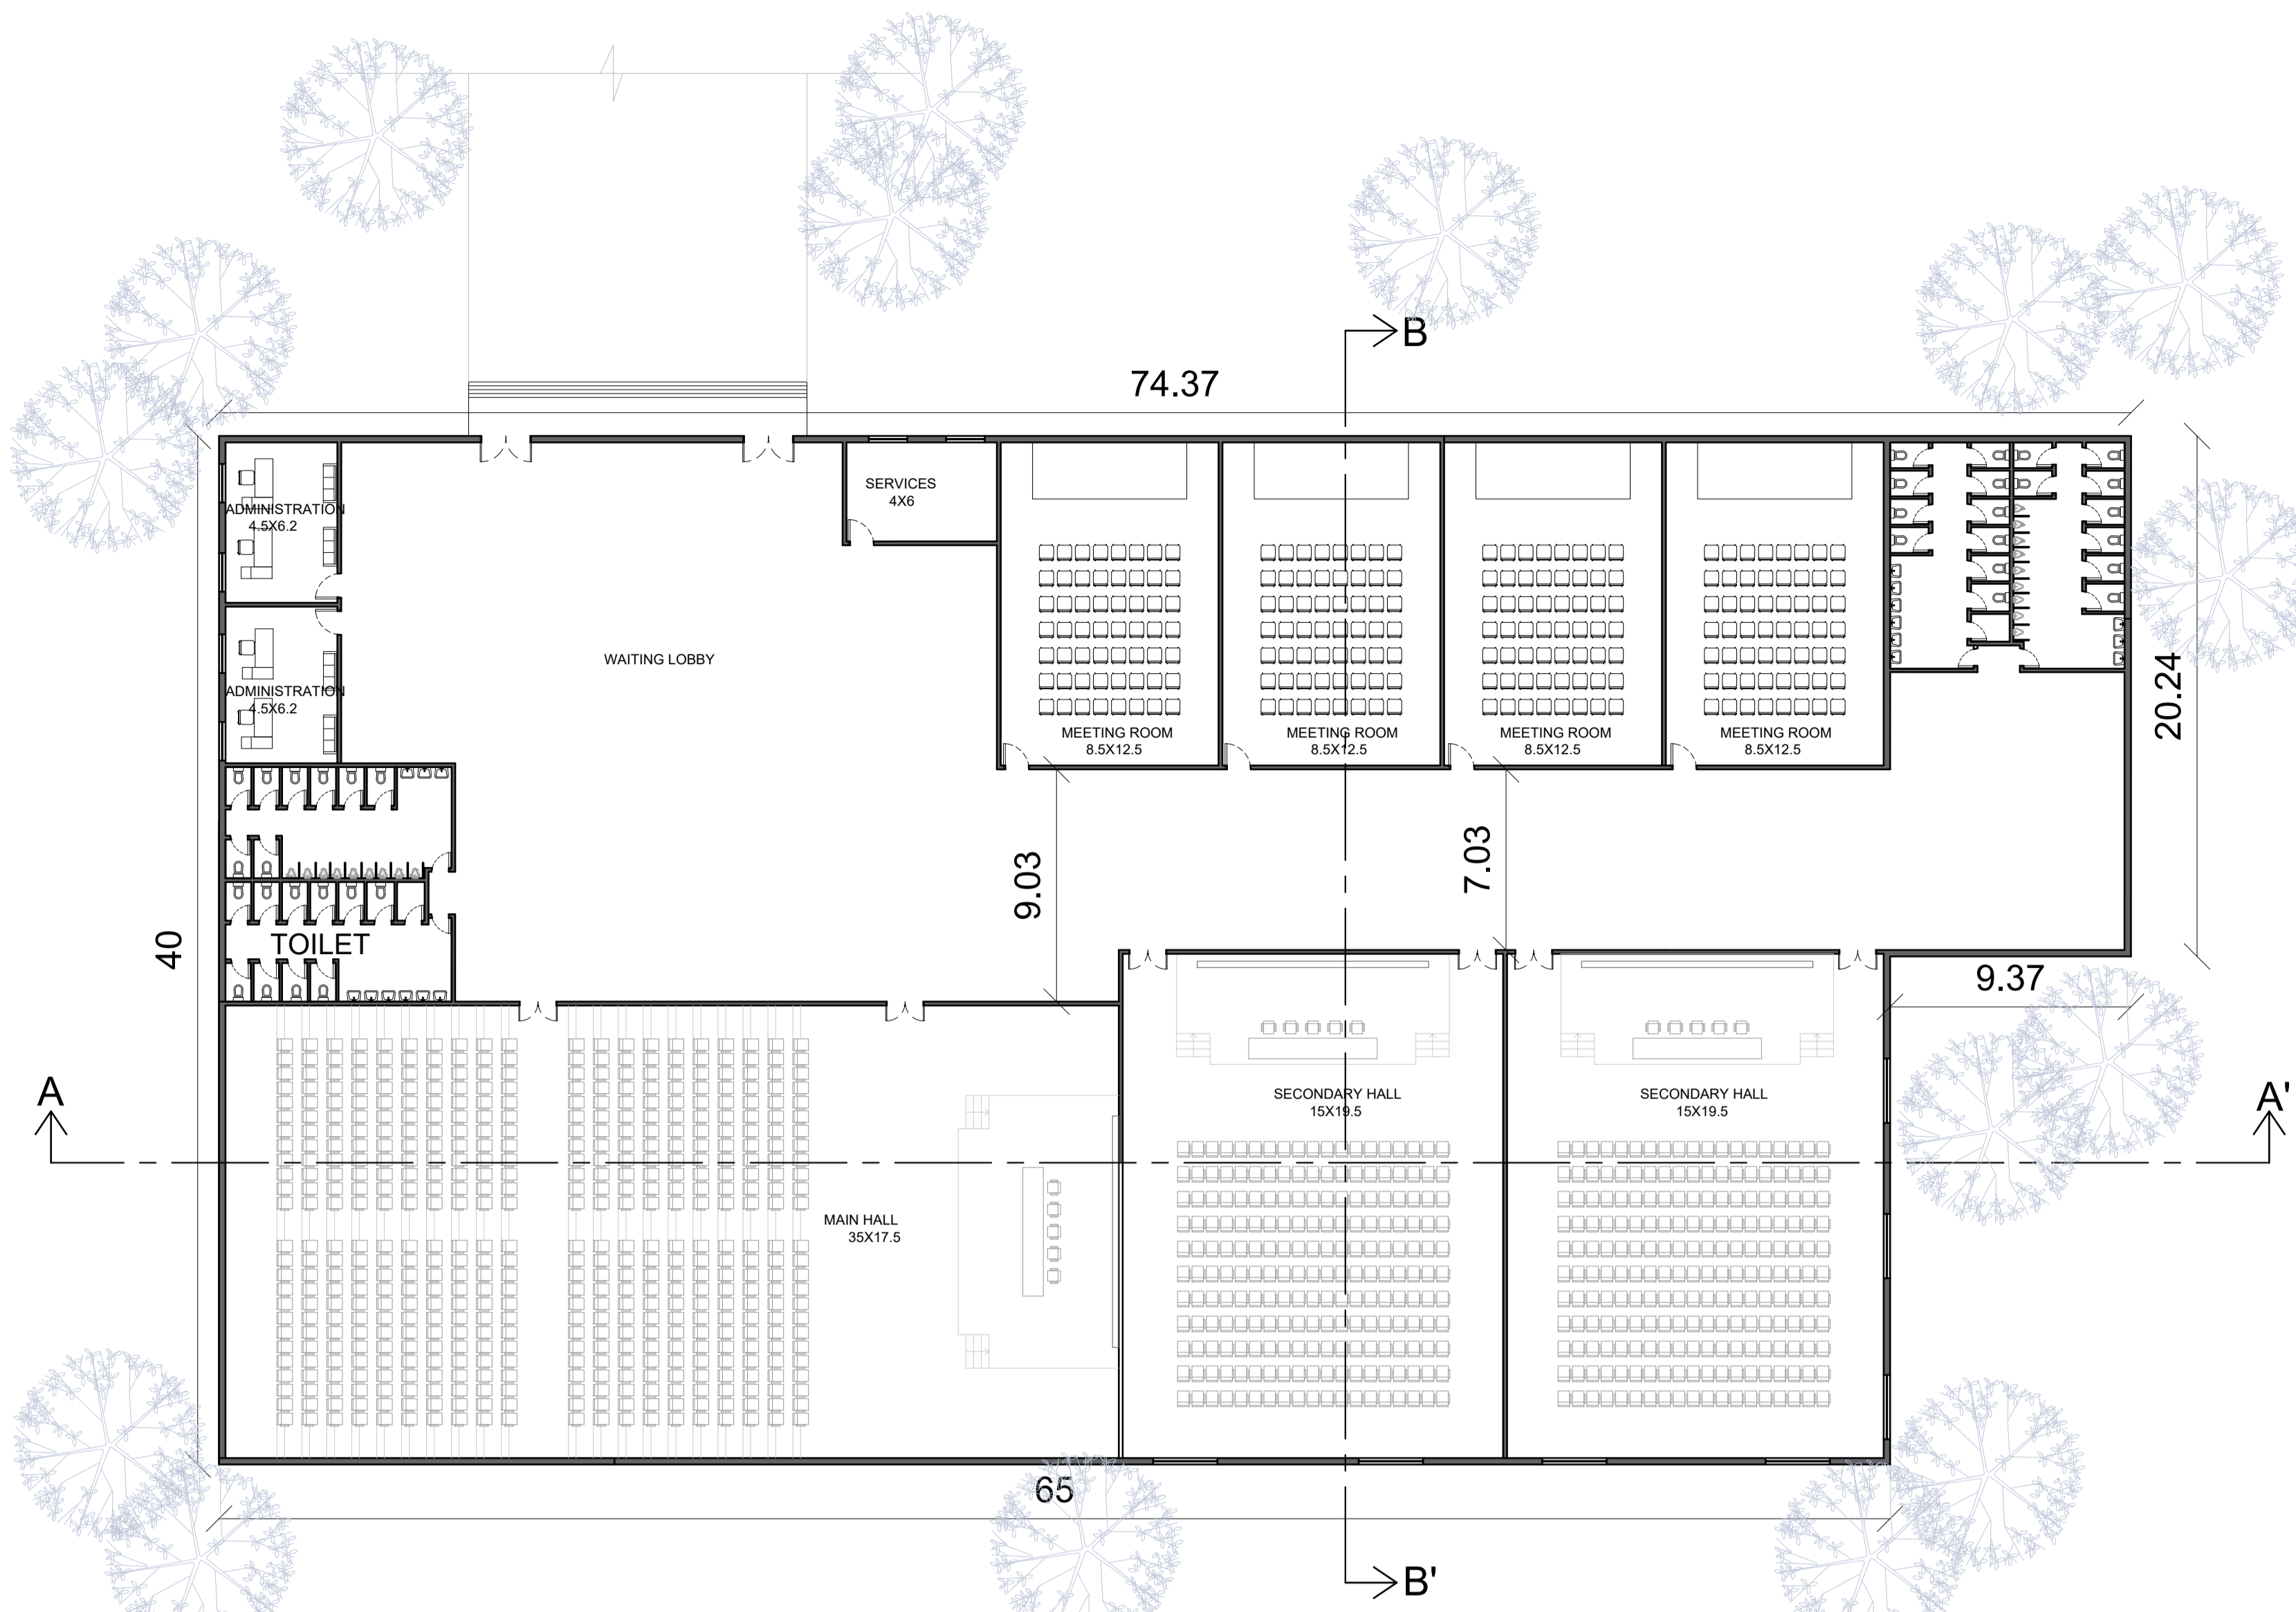 B
74.37
SERVICES
4X6
ADMINISTRATION
4.5X6.2
WAITING LOBBY
ADMINISTRATION
4.5X6.2
MEETING ROOM
8.5X12.5
MEETING ROOM
8.5X12.5
MEETING ROOM
8.5X12.5
MEETING ROOM
8.5X12.5
20.24
9.03
7.03
40
TOILET
9.37
A
SECONDARY HALL
15X19.5
SECONDARY HALL
15X19.5
A'
MAIN HALL
35X17.5
65
B'